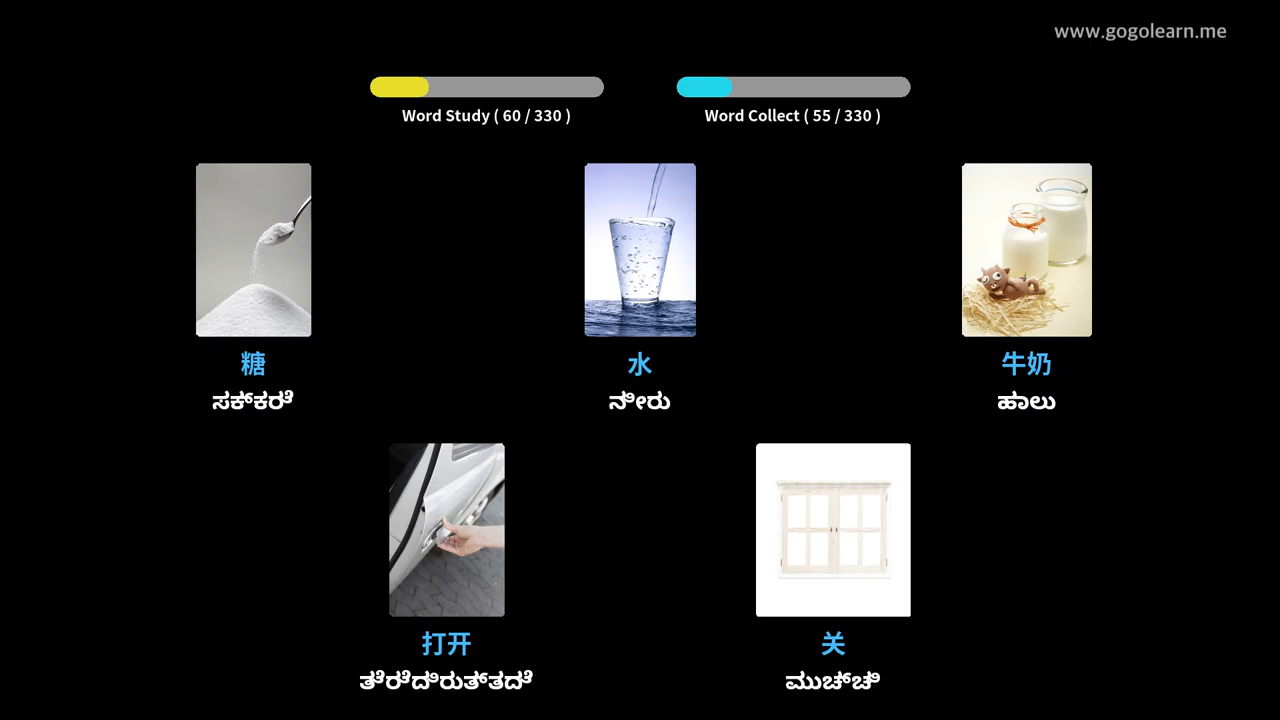 www.gogolearn.me
Word Study ( 60 / 330 )
Word Collect ( 55 / 330 )
糖
水
牛奶
ಸಕ್ಕರೆ
ನೀರು
ಹಾಲು
打开
关
ತೆರೆದಿರುತ್ತದೆ
ಮುಚ್ಚಿ